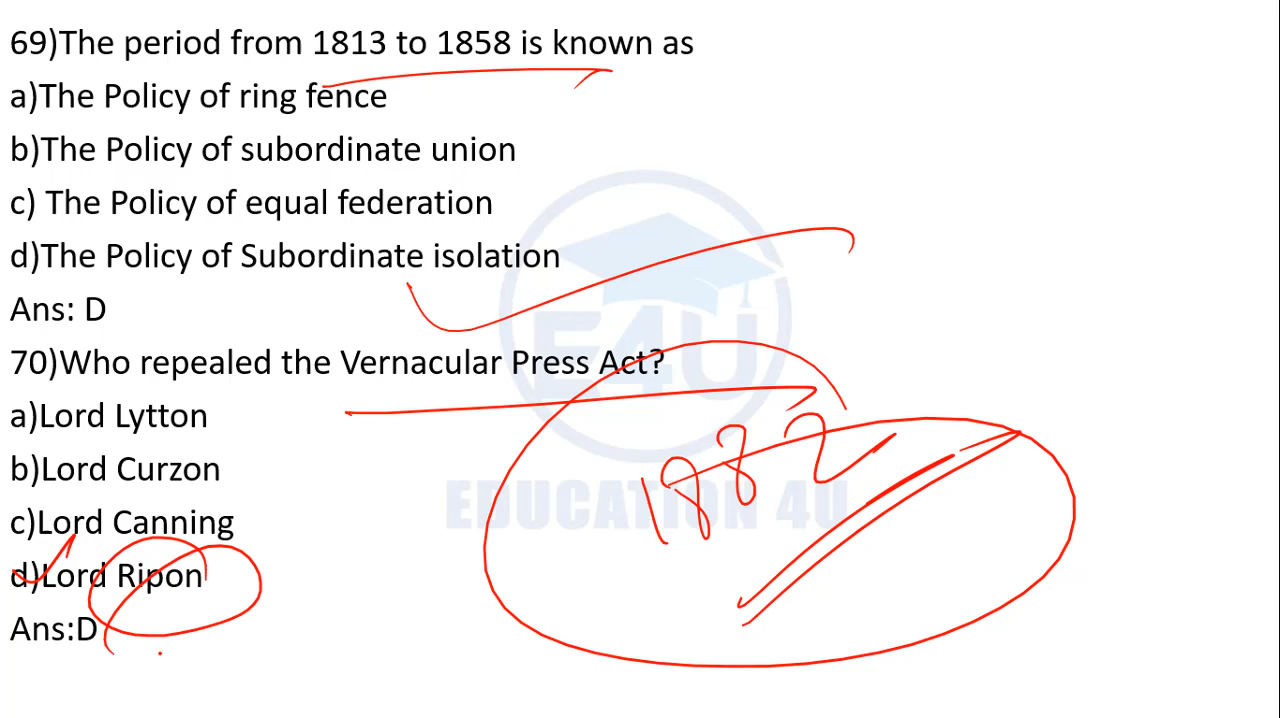 69)The period from 1813 to 1858 is known as
a)The Policy of ring fence
b)The Policy of subordinate union
c) The Policy of equal federation
d)The Policy of Subordinate isolation
Ans: D
70)Who repealed the Vernacular Press Act?
a)Lord Lytton
b)Lord Curzon
c)Lord Canning
d)Lord Ripon
Ans:D
1882
E4U
EDUCATION 4U